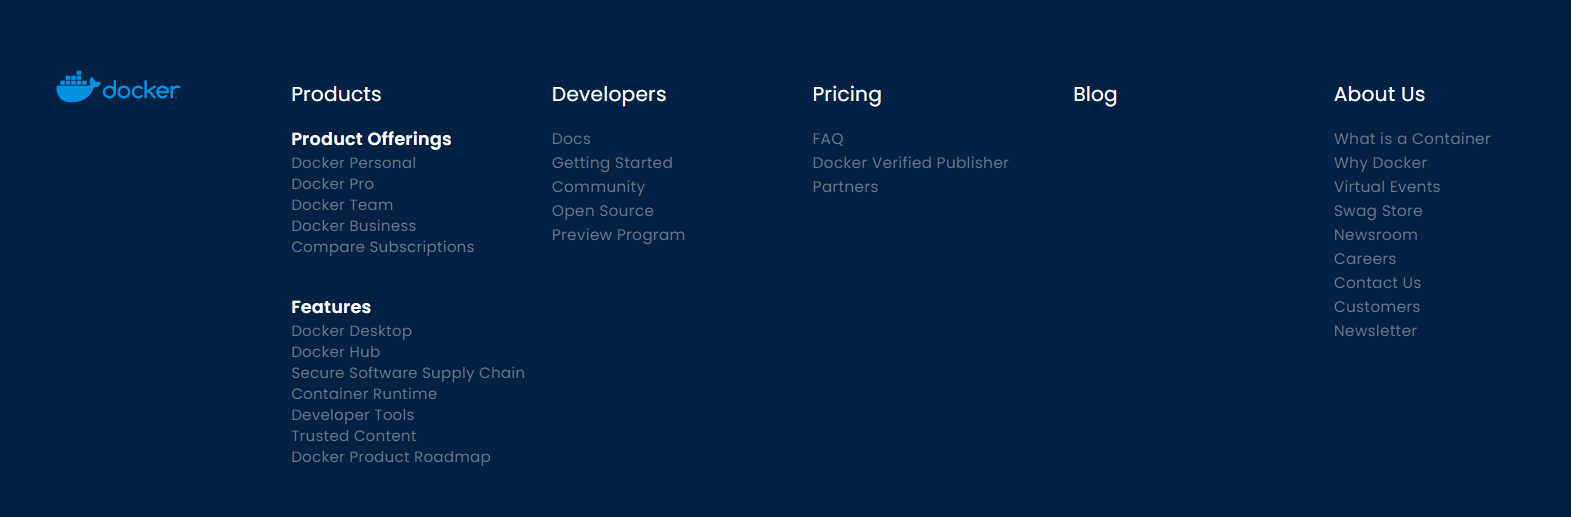 docker
Products
Product Offerings
Docker Personal
Docker Pro
Docker Team
Docker Business
Compare Subscriptions
Features
Docker Desktop
Docker Hub
Secure Software Supply Chain
Container Runtime
Developer Tools
Trusted Content
Docker Product Roadmap
Developers
Docs
Getting Started
Community
Open Source
Preview Program
Pricing
FAQ
Docker Verified Publisher
Partners
Blog
About Us
What is a Container
Why Docker
Virtual Events
Swag Store
Newsroom
Careers
Contact Us
Customers
Newsletter